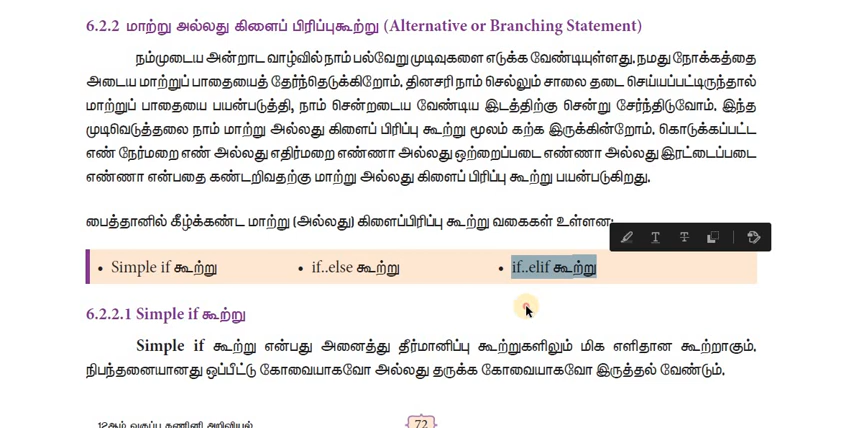 6.2.2 மாற்று அல்லது கிளைப் பிரிப்புகூற்று (Alternative or Branching Statement)
நம்முடைய அன்றாட வாழ்வில் நாம் பல்வேறு முடிவுகளை எடுக்க வேண்டியுள்ளது. நமது நோக்கத்தை
அடைய மாற்றுப் பாதையைத் தேர்ந்தெடுக்கிறோம். தினசரி நாம் செல்லும் சாலை தடை செய்யப்பட்டிருந்தால்
மாற்றுப் பாதையை பயன்படுத்தி, நாம் சென்றடைய வேண்டிய இடத்திற்கு சென்று சேர்ந்திடுவோம். இந்த
முடிவெடுத்தலை நாம் மாற்று அல்லது கிளைப் பிரிப்பு கூற்று மூலம் கற்க இருக்கின்றோம். கொடுக்கப்பட்ட
எண் நேர்மறை எண் அல்லது எதிர்மறை எண்ணா அல்லது ஒற்றைப்படை எண்ணா அல்லது இரட்டைப்படை
எண்ணா என்பதை கண்டறிவதற்கு மாற்று அல்லது கிளைப் பிரிப்பு கூற்று பயன்படுகிறது.
பைத்தானில் கீழ்க்கண்ட மாற்று (அல்லது) கிளைப்பிரிப்பு கூற்று வகைகள் உள்ளன:
• Simple if கூற்று • if..else கூற்று • if..elif கூற்று
6.2.2.1 Simple if கூற்று
Simple if கூற்று என்பது அனைத்து தீர்மானிப்பு கூற்றுகளிலும் மிக எளிதான கூற்றாகும்.
நிபந்தனையானது ஒப்பீட்டு கோவையாகவோ அல்லது தருக்க கோவையாகவோ இருத்தல் வேண்டும்.
12ஆம் வகுப்பு கணினி அறிவியல் 72